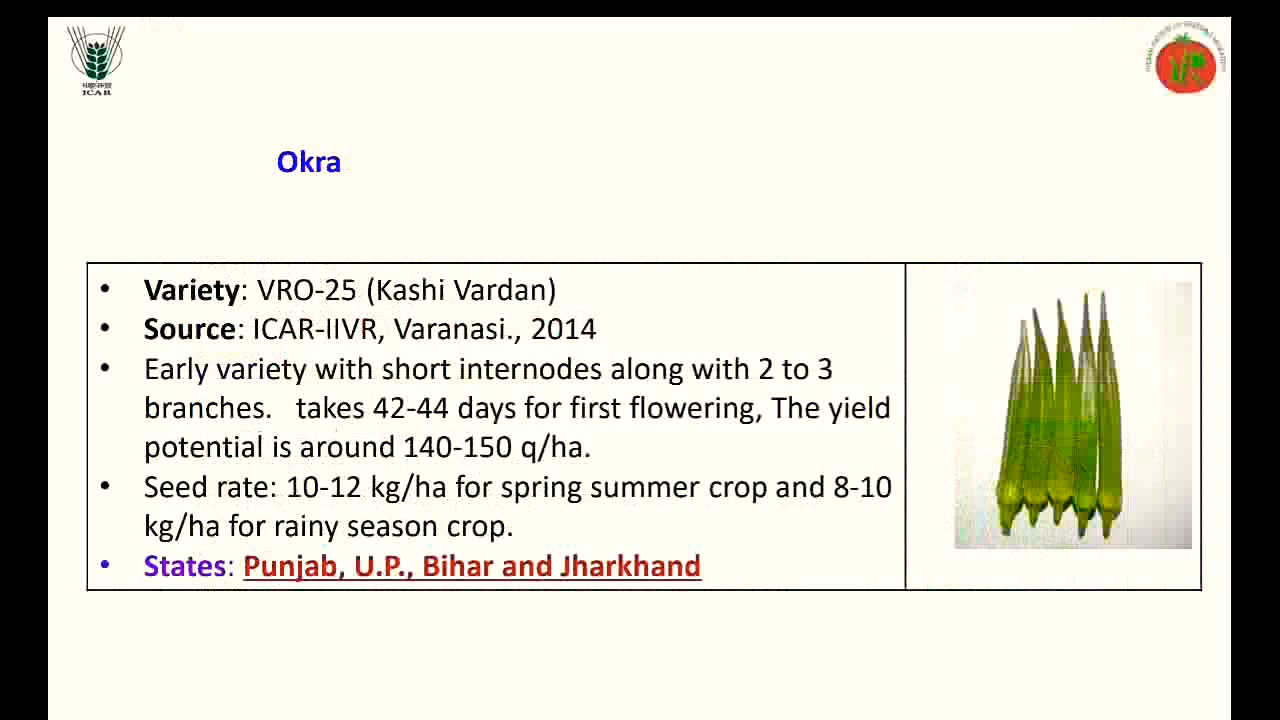 ICAR
Okra
• Variety: VRO-25 (Kashi Vardan)
• Source: ICAR-IIVR, Varanasi., 2014
• Early variety with short internodes along with 2 to 3
branches. takes 42-44 days for first flowering, The yield
potential is around 140-150 q/ha.
• Seed rate: 10-12 kg/ha for spring summer crop and 8-10
kg/ha for rainy season crop.
• States: Punjab, U.P., Bihar and Jharkhand